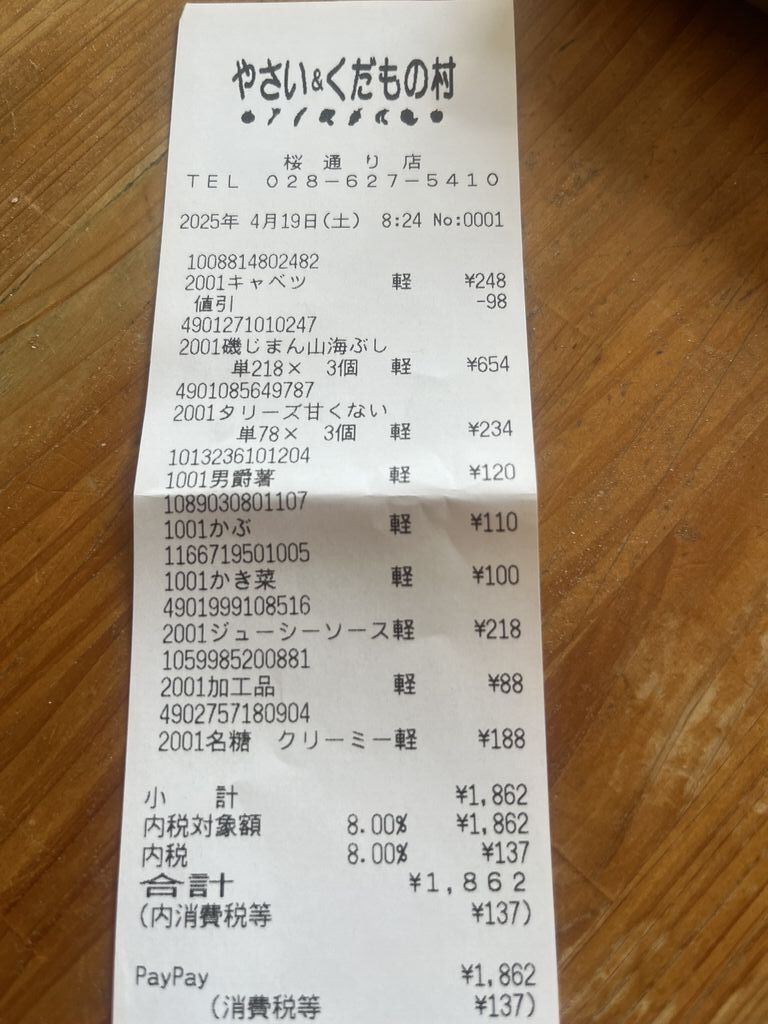 やさい&くだもの村
桜通り店
TEL 028-627-5410
2025年 4月19日(土) 8:24 No:0001
1008814802482
2001キャベツ 軽 ¥248
値引 -98
4901271010247
2001磯じまん山海ぶし
単218× 3個 軽 ¥654
4901085649787
2001タリーズ甘くない
単78× 3個 軽 ¥234
1013236101204
1001男爵薯 軽 ¥120
1089030801107
1001かぶ 軽 ¥110
1166719501005
1001かき菜 軽 ¥100
4901999108516
2001ジューシーソース軽 ¥218
1059985200881
2001加工品 軽 ¥88
4902757180904
2001名糖 クリーミー軽 ¥188
小計 ¥1,862
内税対象額 8.00% ¥1,862
内税 8.00% ¥137
合計 ¥1,862
(内消費税等 ¥137)
PayPay ¥1,862
(消費税等 ¥137)